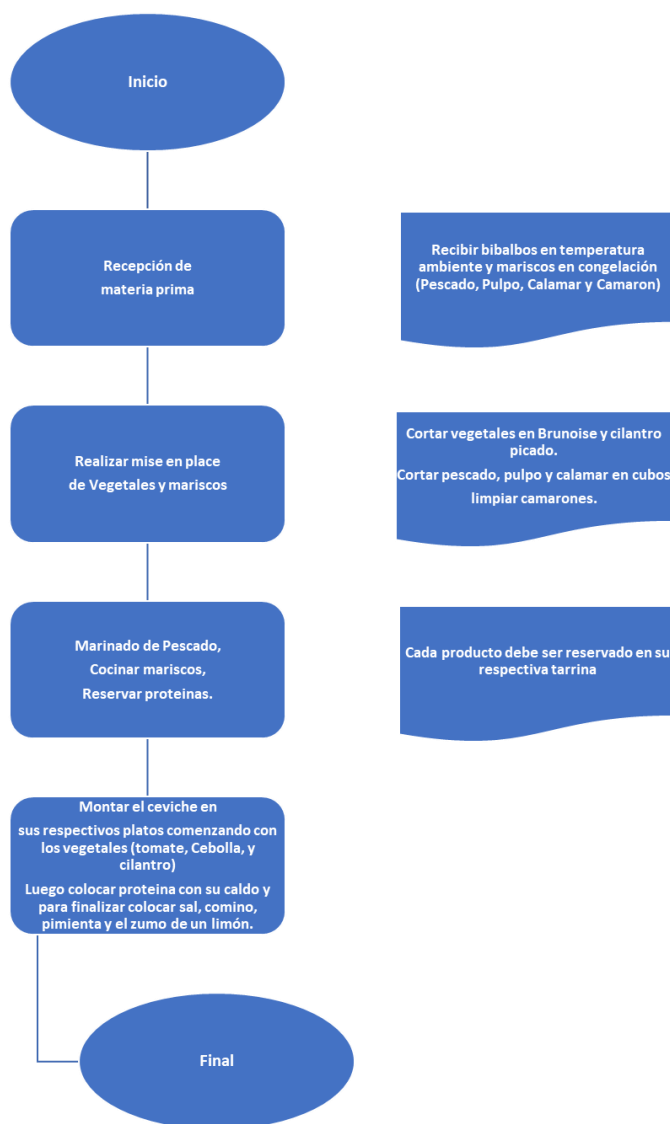 Inicio
Recepción de
materia prima
Recibir bibalbos en temperatura
ambiente y mariscos en congelación
(Pescado, Pulpo, Calamar y Camaron)
Realizar mise en place
de Vegetales y mariscos
Cortar vegetales en Brunoise y cilantro
picado.
Cortar pescado, pulpo y calamar en cubos
limpiar camarones.
Marinado de Pescado,
Cocinar mariscos,
Reservar proteinas.
Cada producto debe ser reservado en su
respectiva tarrina
Montar el ceviche en
sus respectivos platos comenzando con
los vegetales (tomate, Cebolla, y
cilantro)
Luego colocar proteina con su caldo y
para finalizar colocar sal, comino,
pimienta y el zumo de un limón.
Final